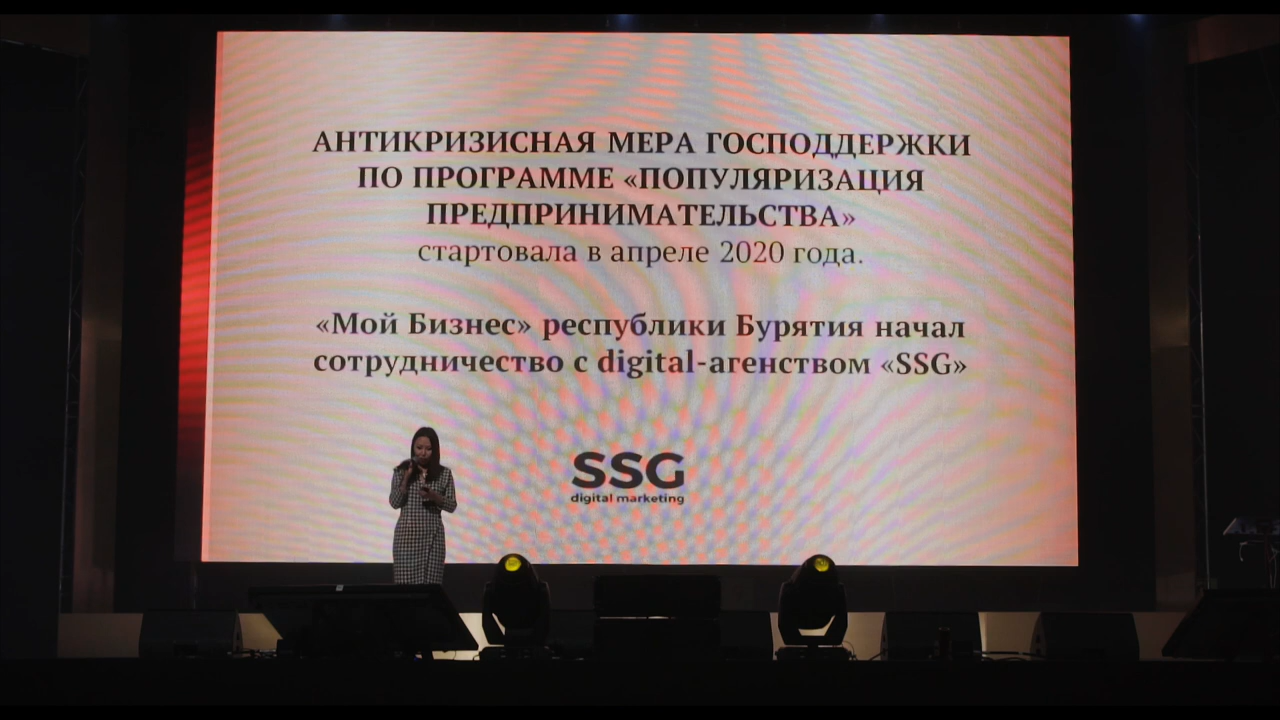 АНТИКРИЗИСНАЯ МЕРА ГОСПОДДЕРЖКИ
ПО ПРОГРАММЕ «ПОПУЛЯРИЗАЦИЯ
ПРЕДПРИНИМАТЕЛЬСТВА»
стартовала в апреле 2020 года.
«Мой Бизнес» республики Бурятия начал
сотрудничество с digital-агенством «SSG»
SSG
digital marketing